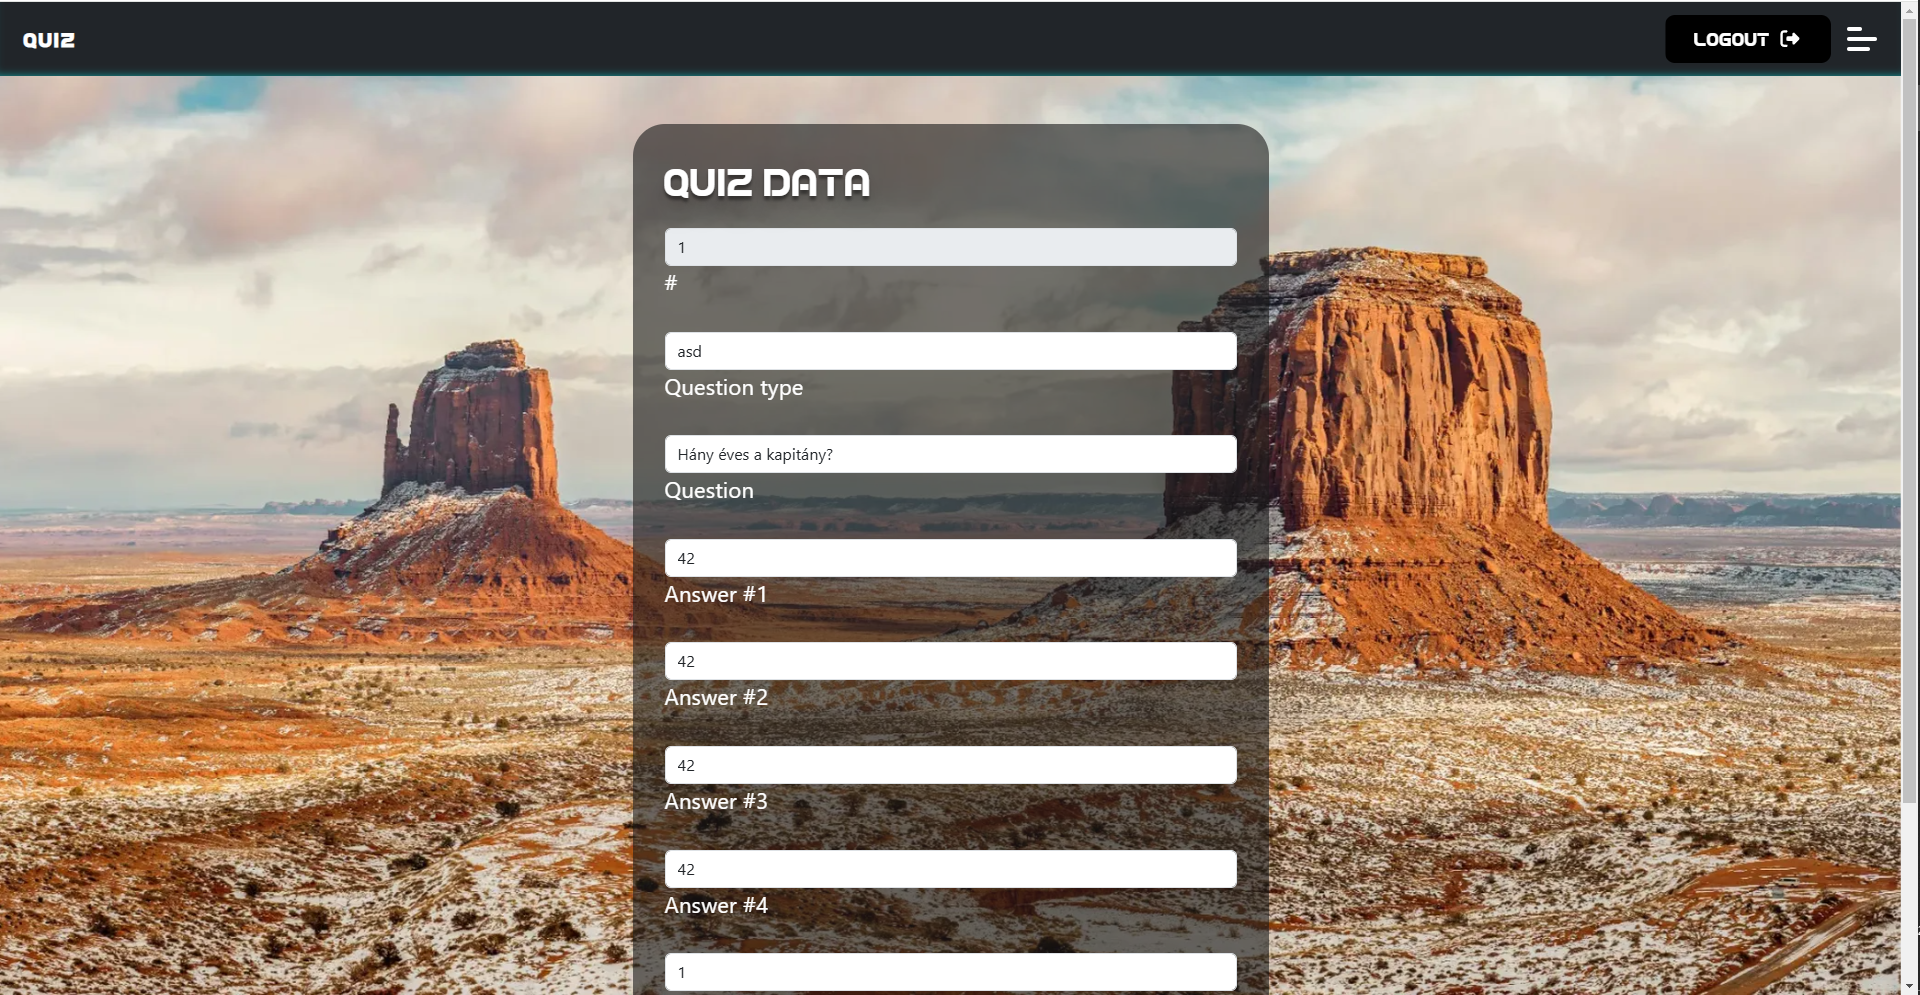 QUIZ
LOGOUT
QUIZ DATA
1
#
asd
Question type
Hány éves a kapitány?
Question
42
Answer #1
42
Answer #2
42
Answer #3
42
Answer #4
1